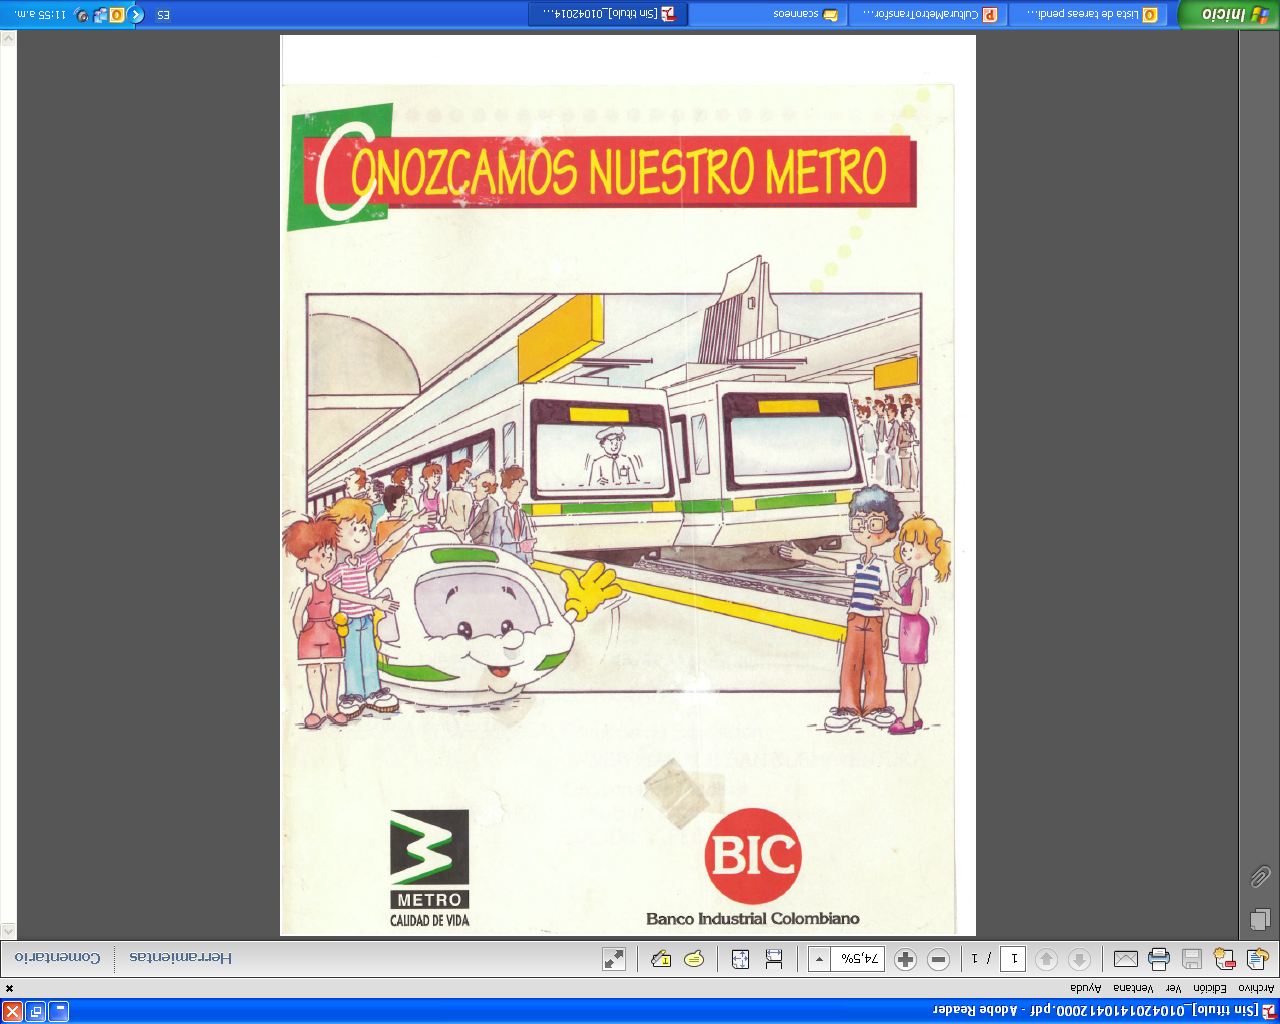 [Sin título]_010420141410412000.pdf - Adobe Reader
Archivo Edición Ver Ventana Ayuda
1 / 1 74,5% Herramientas Comentario
CONOZCAMOS NUESTRO METRO
METRO
CALIDAD DE VIDA
BIC
Banco Industrial Colombiano
Inicio
Lista de tareas pendi...
CulturaMetroTransfor...
scanneos
[Sin título]_01042014...
ES
11:55 a.m.